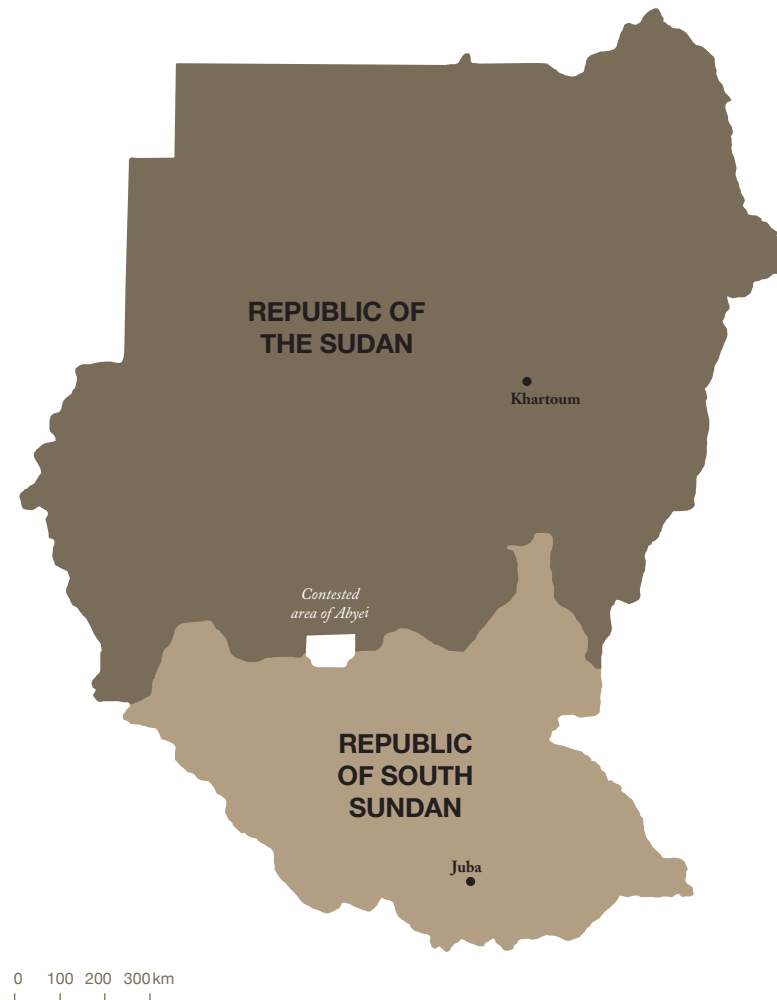 REPUBLIC OF
THE SUDAN
Khartoum
Contested
area of Abyei
REPUBLIC
OF SOUTH
SUNDAN
Juba
0 100 200 300km